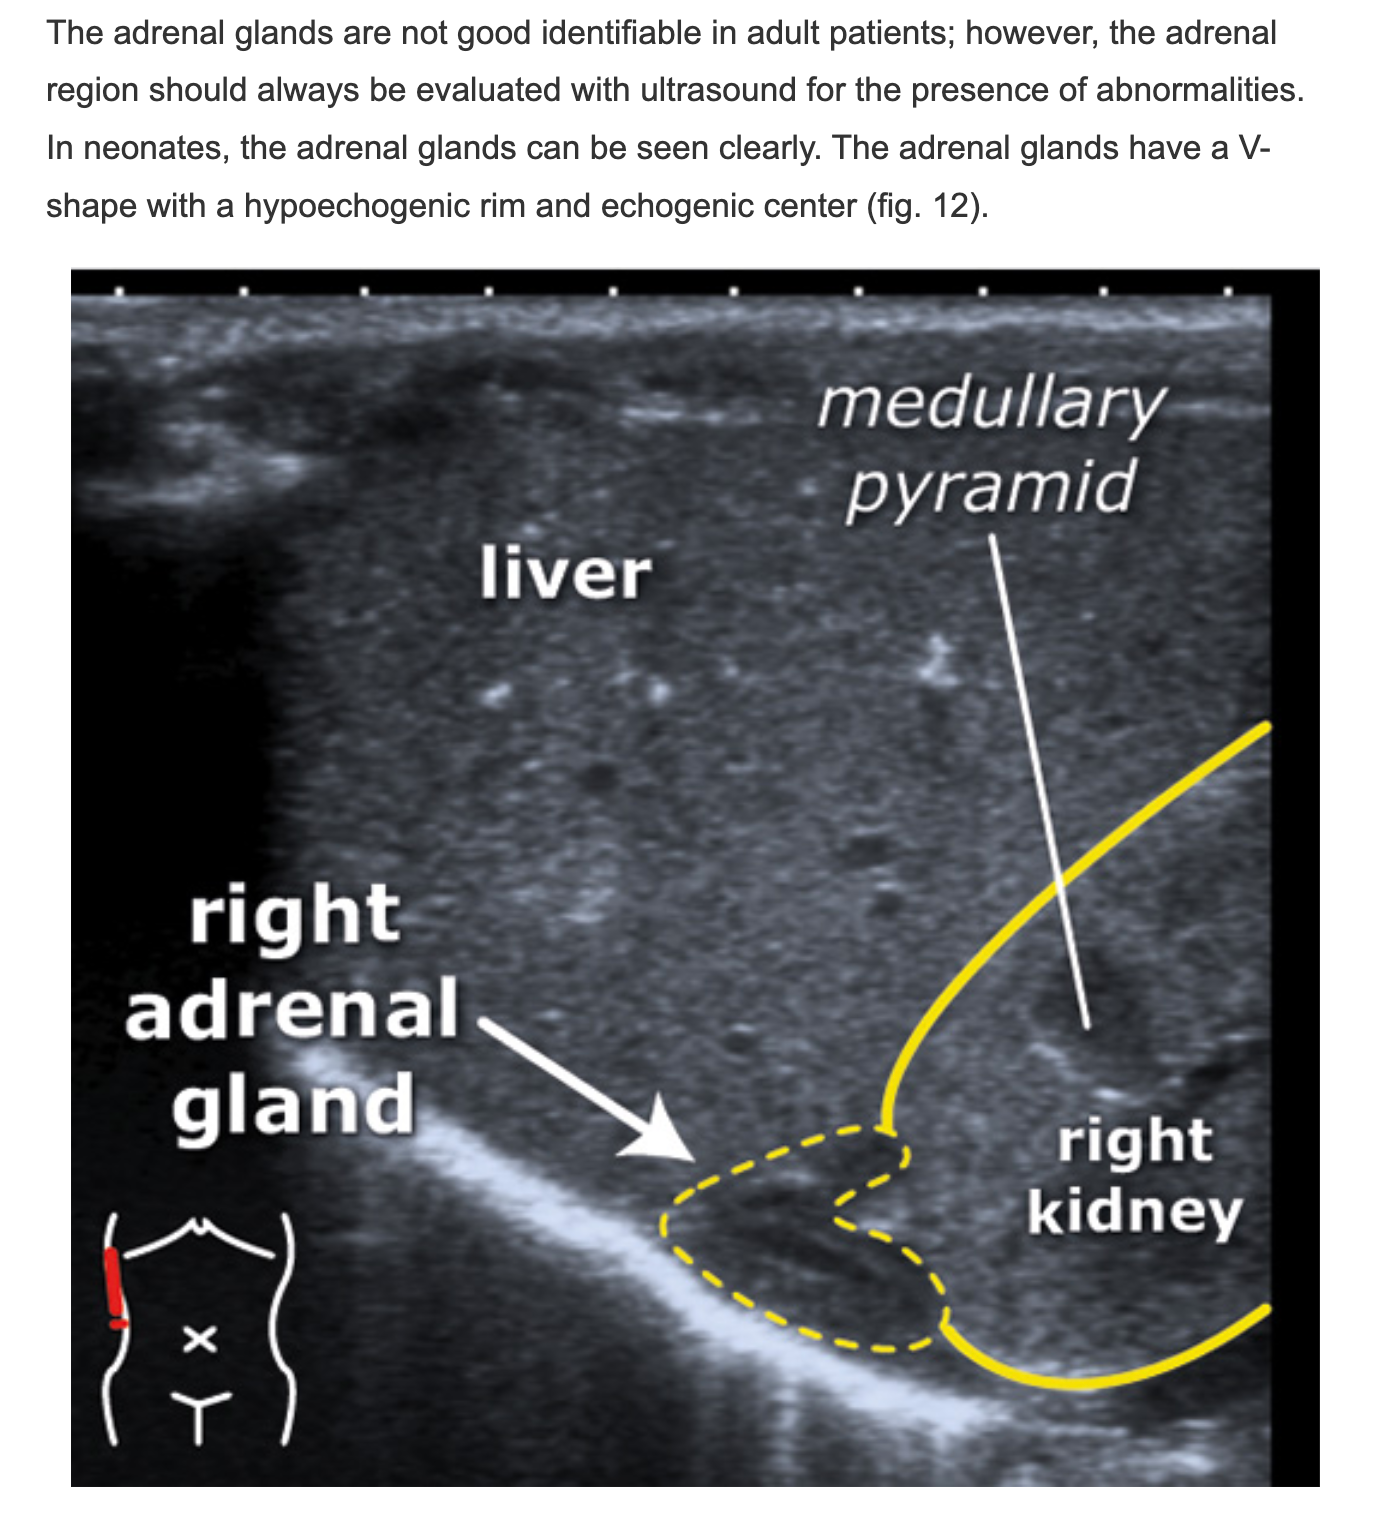 The adrenal glands are not good identifiable in adult patients; however, the adrenal
region should always be evaluated with ultrasound for the presence of abnormalities.
In neonates, the adrenal glands can be seen clearly. The adrenal glands have a V-
shape with a hypoechogenic rim and echogenic center (fig. 12).
medullary
pyramid
liver
right
adrenal
gland
right
kidney